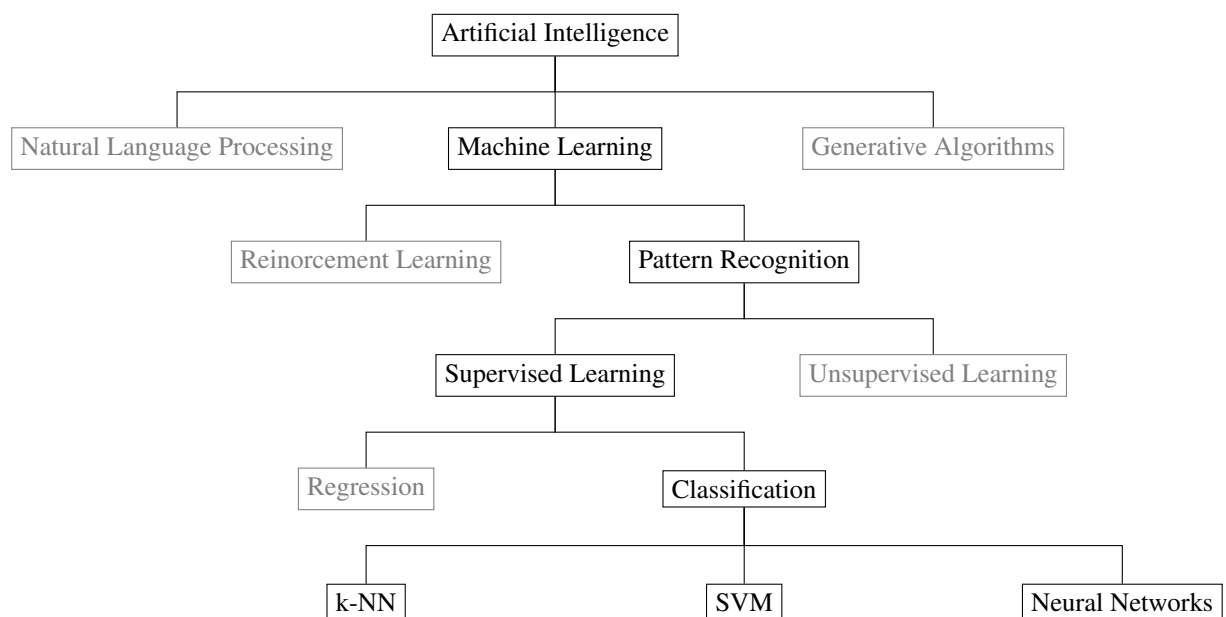 Artificial Intelligence
Natural Language Processing
Machine Learning
Generative Algorithms
Reinorcement Learning
Pattern Recognition
Supervised Learning
Unsupervised Learning
Regression
Classification
k-NN
SVM
Neural Networks